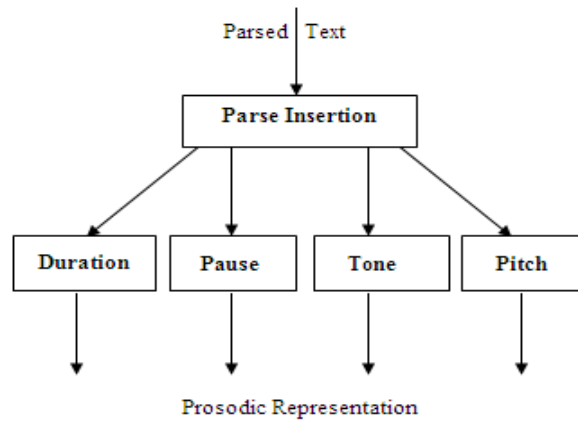 Parsed Text
Parse Insertion
Duration Pause Tone Pitch
Prosodic Representation